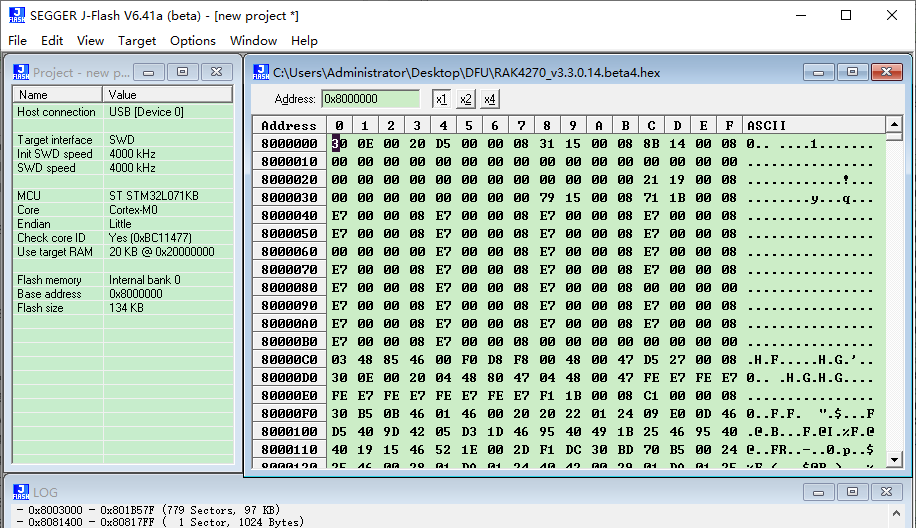 SEGGER J-Flash V6.41a (beta) - [new project *]
File Edit View Target Options Window Help
Project - new p...
Name Value
Host connection USB [Device 0]
Target interface SWD
Init SWD speed 4000 kHz
SWD speed 4000 kHz
MCU ST STM32L071KB
Core Cortex-M0
Endian Little
Check core ID Yes (0xBC11477)
Use target RAM 20 KB @ 0x20000000
Flash memory Internal bank 0
Base address 0x8000000
Flash size 134 KB
C:\Users\Administrator\Desktop\DFU\RAK4270_v3.3.0.14.beta4.hex
Address: 0x8000000 x1 x2 x4
Address 0 1 2 3 4 5 6 7 8 9 A B C D E F ASCII
8000000 30 0E 00 20 D5 00 00 08 31 15 00 08 8B 14 00 08 0.. ....1.......
8000010 00 00 00 00 00 00 00 00 00 00 00 00 00 00 00 00 ................
8000020 00 00 00 00 00 00 00 00 00 00 00 00 21 19 00 08 ............!...
8000030 00 00 00 00 00 00 00 00 79 15 00 08 71 1B 00 08 ........y...q...
8000040 E7 00 00 08 E7 00 00 08 E7 00 00 08 E7 00 00 08 ................
8000050 E7 00 00 08 E7 00 00 08 E7 00 00 08 E7 00 00 08 ................
8000060 00 00 00 00 E7 00 00 08 E7 00 00 08 E7 00 00 08 ................
8000070 E7 00 00 08 E7 00 00 08 E7 00 00 08 E7 00 00 08 ................
8000080 E7 00 00 08 E7 00 00 08 E7 00 00 08 E7 00 00 08 ................
8000090 E7 00 00 08 E7 00 00 08 E7 00 00 08 E7 00 00 08 ................
80000A0 E7 00 00 08 E7 00 00 08 E7 00 00 08 E7 00 00 08 ................
80000B0 E7 00 00 08 E7 00 00 08 00 00 00 00 E7 00 00 08 ................
80000C0 03 48 85 46 00 F0 D8 F8 00 48 00 47 D5 27 00 08 .H.F.....H.G.'..
80000D0 30 0E 00 20 04 48 80 47 04 48 00 47 FE E7 FE E7 0.. .H.G.H.G....
80000E0 FE E7 FE E7 FE E7 FE E7 F1 1B 00 08 C1 00 00 08 ................
80000F0 30 B5 0B 46 01 46 00 20 20 22 01 24 09 E0 0D 46 0..F.F.  ".$...F
8000100 D5 40 9D 42 05 D3 1D 46 95 40 49 1B 25 46 95 40 .@.B...F.@I.%F.@
8000110 40 19 15 46 52 1E 00 2D F1 DC 30 BD 70 B5 00 24 @..FR..-..0.p..$
8000120 25 46 00 28 01 DA 01 24 40 42 00 29 01 DA 01 25
LOG
- 0x8003000 - 0x801B57F (779 Sectors, 97 KB)
- 0x8081400 - 0x80817FF ( 1 Sector, 1024 Bytes)